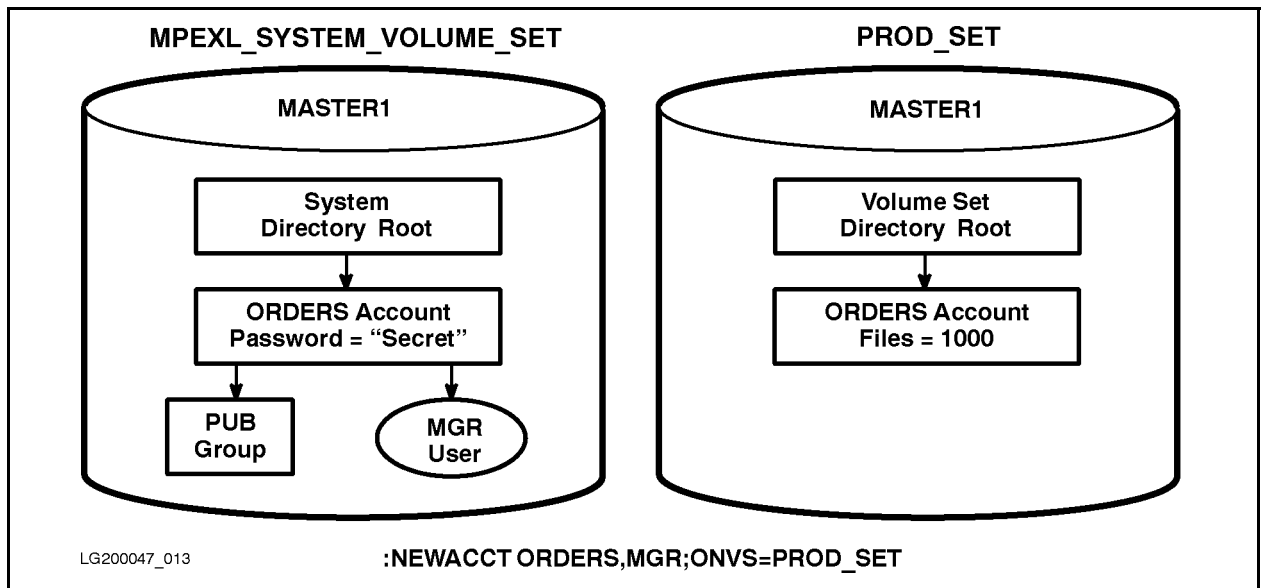 MPEXL_SYSTEM_VOLUME_SET
MASTER1
System
Directory Root
ORDERS Account
Password = “Secret”
PUB
Group
MGR
User
PROD_SET
MASTER1
Volume Set
Directory Root
ORDERS Account
Files = 1000
LG200047_013
:NEWACCT ORDERS,MGR;ONVS=PROD_SET